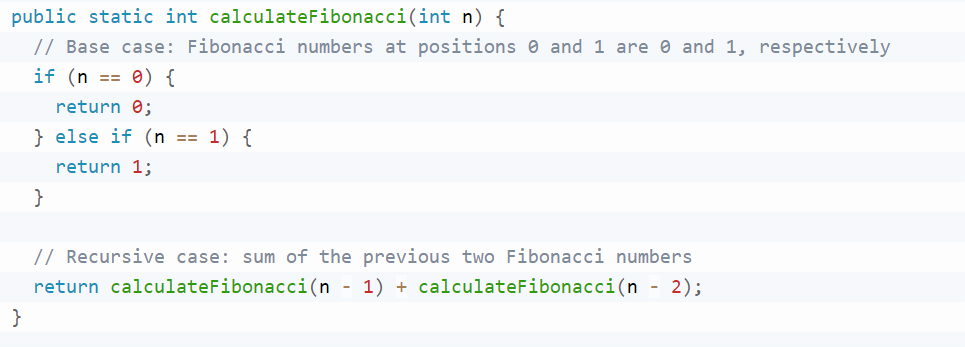 public static int calculateFibonacci(int n) {
  // Base case: Fibonacci numbers at positions 0 and 1 are 0 and 1, respectively
  if (n == 0) {
    return 0;
  } else if (n == 1) {
    return 1;
  }

  // Recursive case: sum of the previous two Fibonacci numbers
  return calculateFibonacci(n - 1) + calculateFibonacci(n - 2);
}